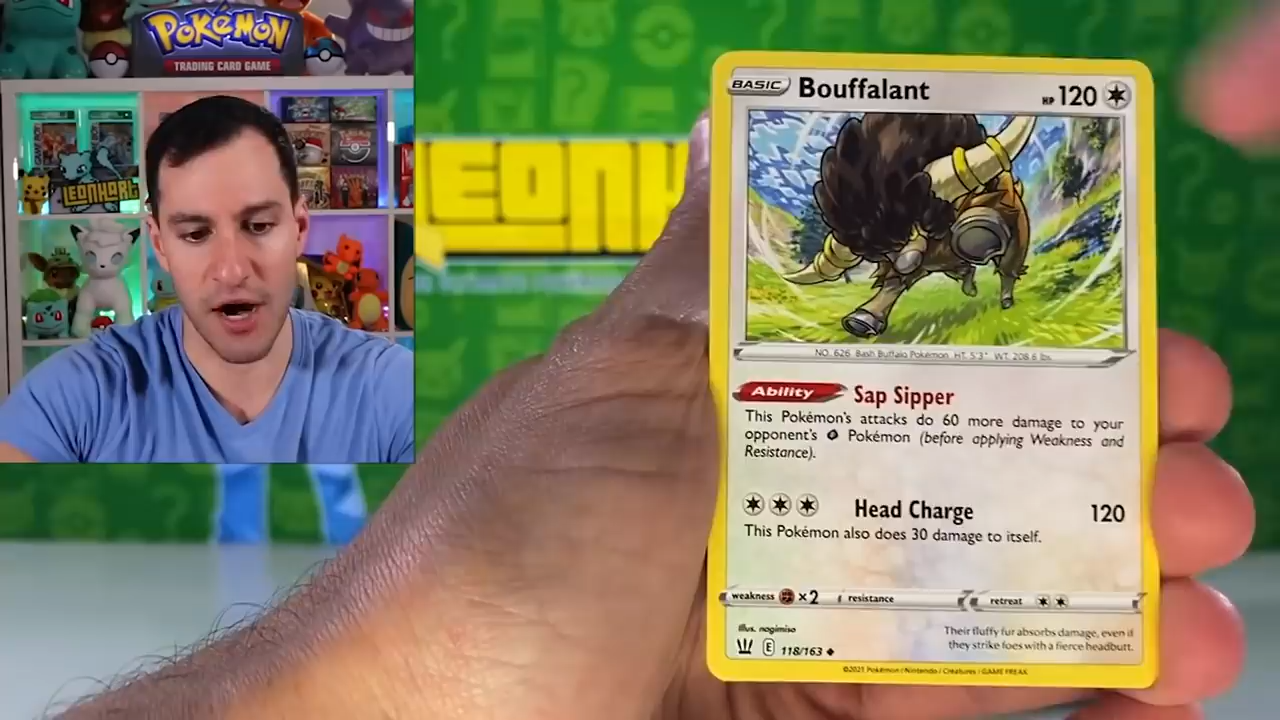 POKéMON
TRADING CARD GAME
LEONHART
EONH
BASIC Bouffalant HP 120
NO. 626 Bash Buffalo Pokémon HT. 5'3" WT. 208.6 lbs.
Ability Sap Sipper
This Pokémon's attacks do 60 more damage to your
opponent's Pokémon (before applying Weakness and
Resistance).
Head Charge 120
This Pokémon also does 30 damage to itself.
weakness ×2 resistance retreat
Illus. nagimiso
Their fluffy fur absorbs damage, even if
they strike foes with a fierce headbutt.
E 118/163
©2021 Pokémon / Nintendo / Creatures / GAME FREAK